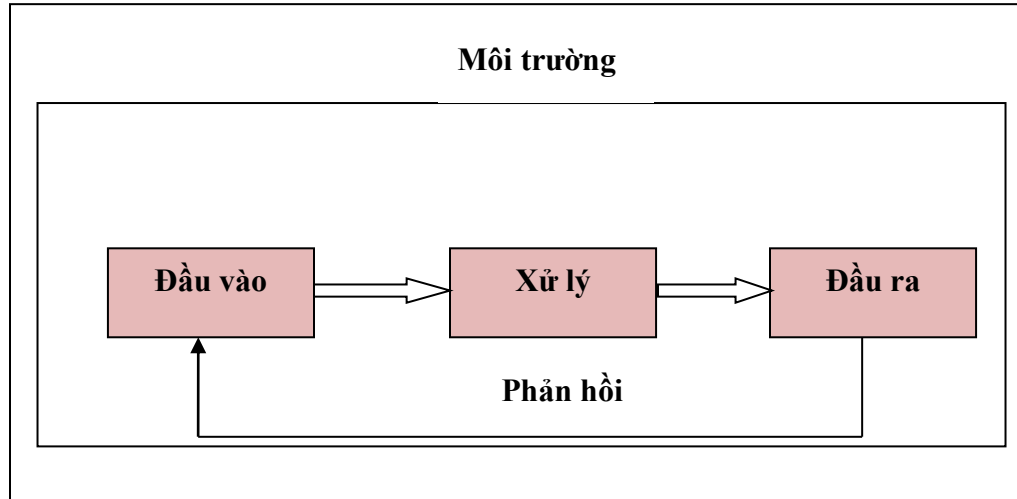 Môi trường
Đầu vào
Xử lý
Đầu ra
Phản hồi